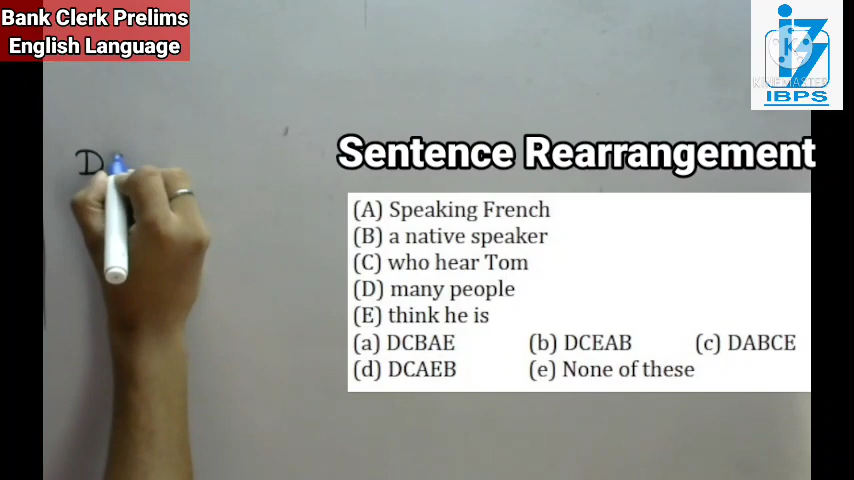 Bank Clerk Prelims
English Language
K
KINEMASTER
IBPS
D
Sentence Rearrangement
(A) Speaking French
(B) a native speaker
(C) who hear Tom
(D) many people
(E) think he is
(a) DCBAE (b) DCEAB (c) DABCE
(d) DCAEB (e) None of these